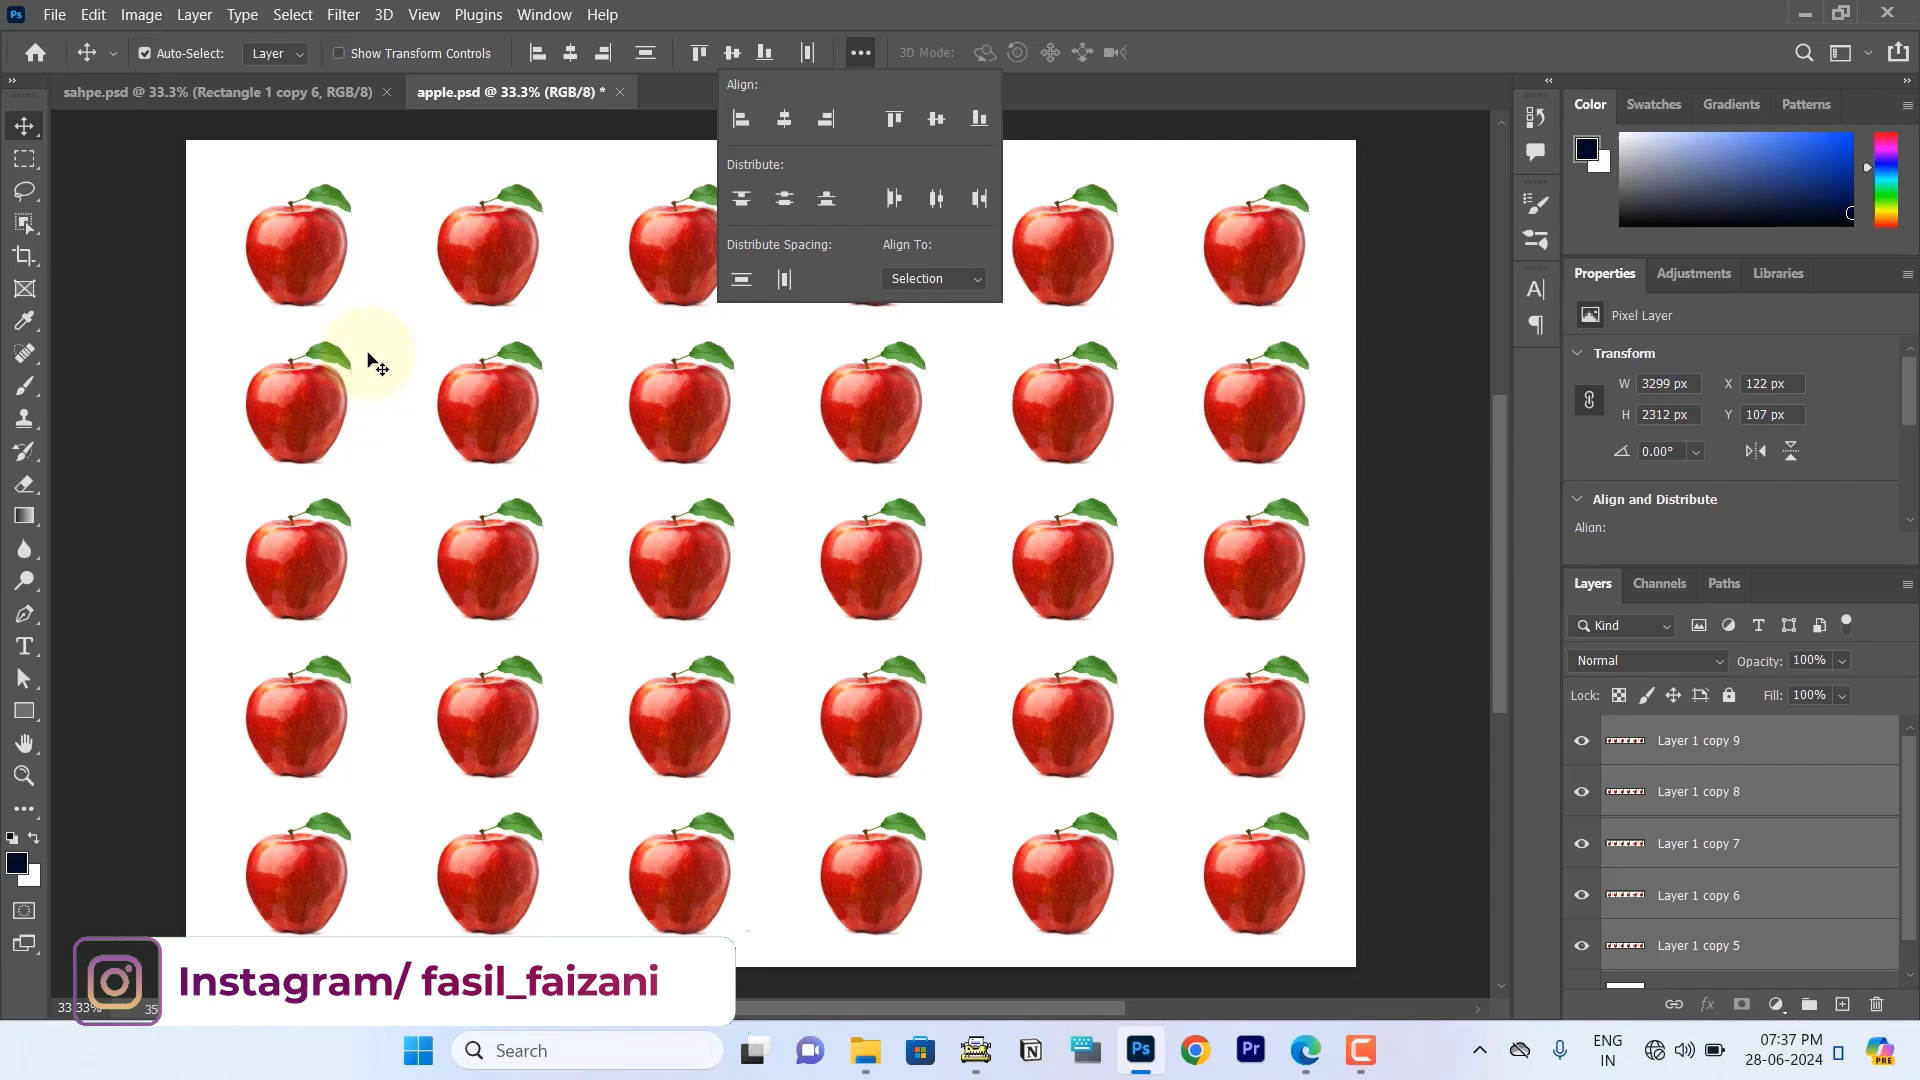 Ps File Edit Image Layer Type Select Filter 3D View Plugins Window Help
Auto-Select: Layer Show Transform Controls 3D Mode:
sahpe.psd @ 33.3% (Rectangle 1 copy 6, RGB/8) × apple.psd @ 33.3% (RGB/8) * ×
Align:
Distribute:
Distribute Spacing: Align To:
Selection
Color Swatches Gradients Patterns
Properties Adjustments Libraries
Pixel Layer
Transform
W 3299 px X 122 px
H 2312 px Y 107 px
0.00°
Align and Distribute
Align:
Layers Channels Paths
Kind
Normal Opacity: 100%
Lock: Fill: 100%
Layer 1 copy 9
Layer 1 copy 8
Layer 1 copy 7
Layer 1 copy 6
Layer 1 copy 5
Instagram/ fasil_faizani
33.33% 35
Search
Ps Pr
ENG
IN
07:37 PM
28-06-2024
PRE